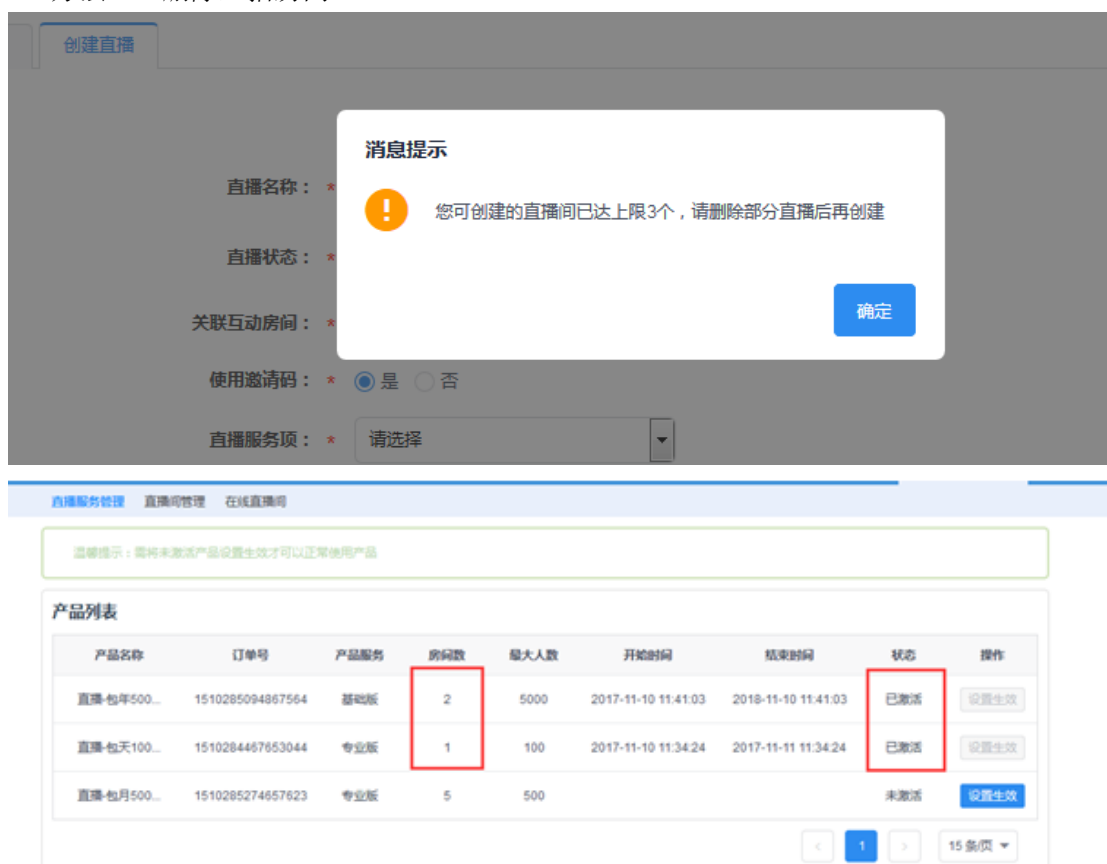 创建直播
消息提示
您可创建的直播间已达上限3个，请删除部分直播后再创建
确定
直播名称： *
直播状态： *
关联互动房间： *
使用邀请码： * 是 否
直播服务项： * 请选择
直播服务管理 直播间管理 在线直播间
温馨提示：需将未激活产品设置生效才可以正常使用产品
产品列表
产品名称 订单号 产品服务 房间数 最大人数 开始时间 结束时间 状态 操作
直播-包年500... 1510285094867564 基础版 2 5000 2017-11-10 11:41:03 2018-11-10 11:41:03 已激活 设置生效
直播-包天100... 1510284467653044 专业版 1 100 2017-11-10 11:34:24 2017-11-11 11:34:24 已激活 设置生效
直播-包月500... 1510285274657623 专业版 5 500 未激活 设置生效
< 1 > 15 条/页